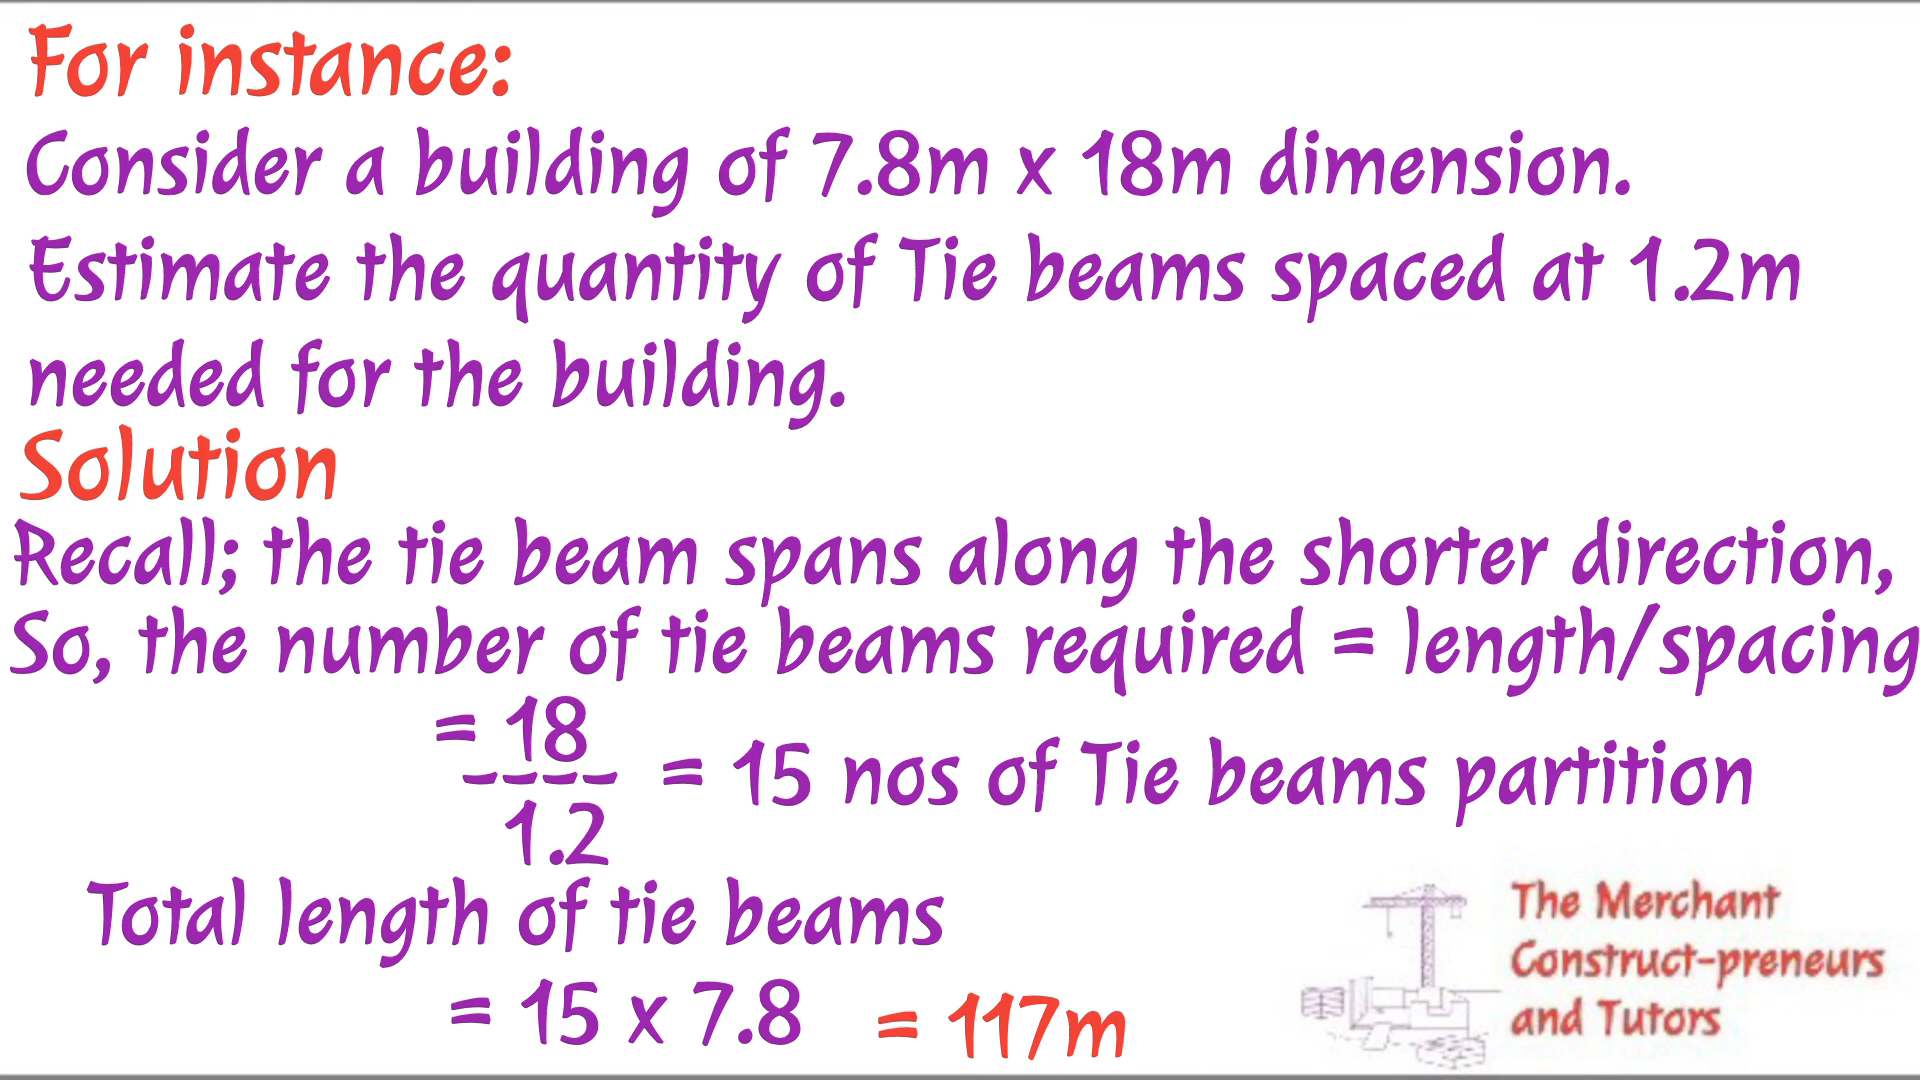 For instance:
Consider a building of 7.8m x 18m dimension.
Estimate the quantity of Tie beams spaced at 1.2m
needed for the building.
Solution
Recall; the tie beam spans along the shorter direction,
So, the number of tie beams required = length/spacing
= 18
----
1.2
= 15 nos of Tie beams partition
Total length of tie beams
= 15 x 7.8 = 117m
The Merchant
Construct-preneurs
and Tutors